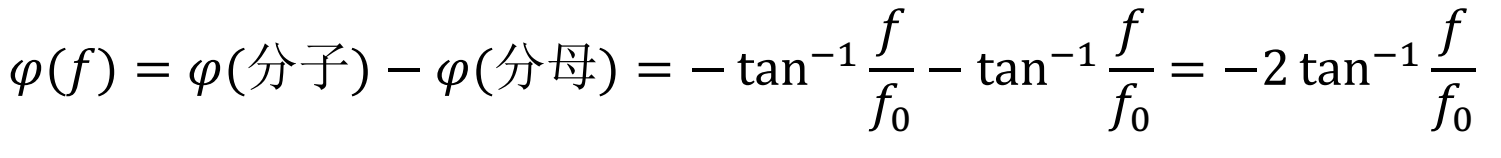 φ(f) = φ(分子) − φ(分母) = − tan⁻¹ f/f₀ − tan⁻¹ f/f₀ = −2 tan⁻¹ f/f₀